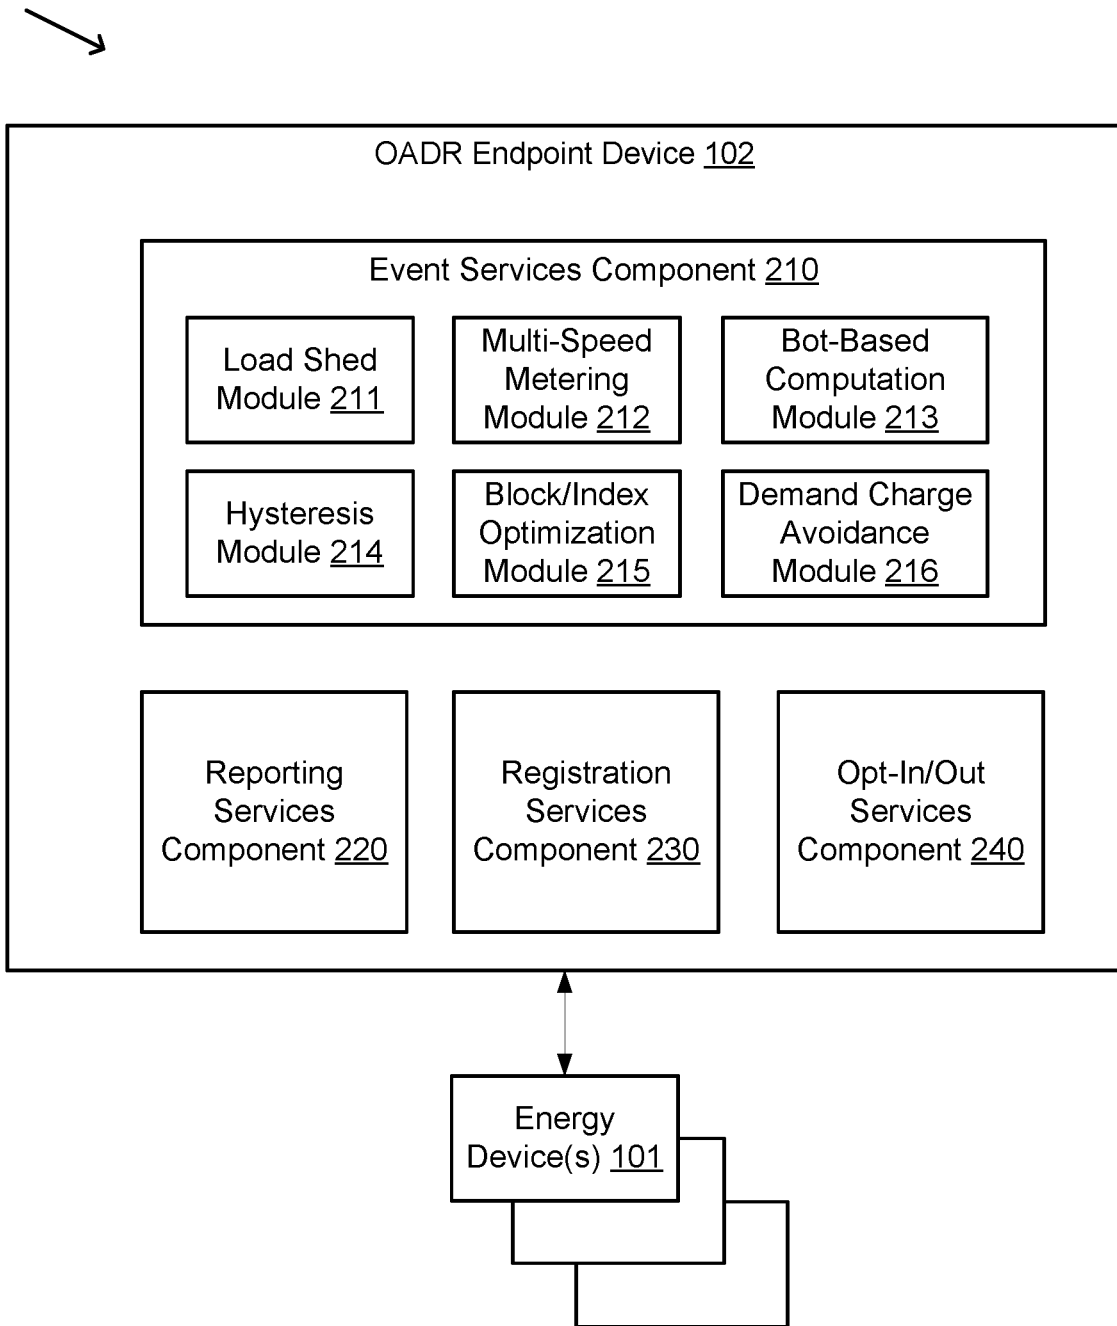 OADR Endpoint Device 102
Event Services Component 210
Load Shed
Module 211
Multi-Speed
Metering
Module 212
Bot-Based
Computation
Module 213
Hysteresis
Module 214
Block/Index
Optimization
Module 215
Demand Charge
Avoidance
Module 216
Reporting
Services
Component 220
Registration
Services
Component 230
Opt-In/Out
Services
Component 240
Energy
Device(s) 101